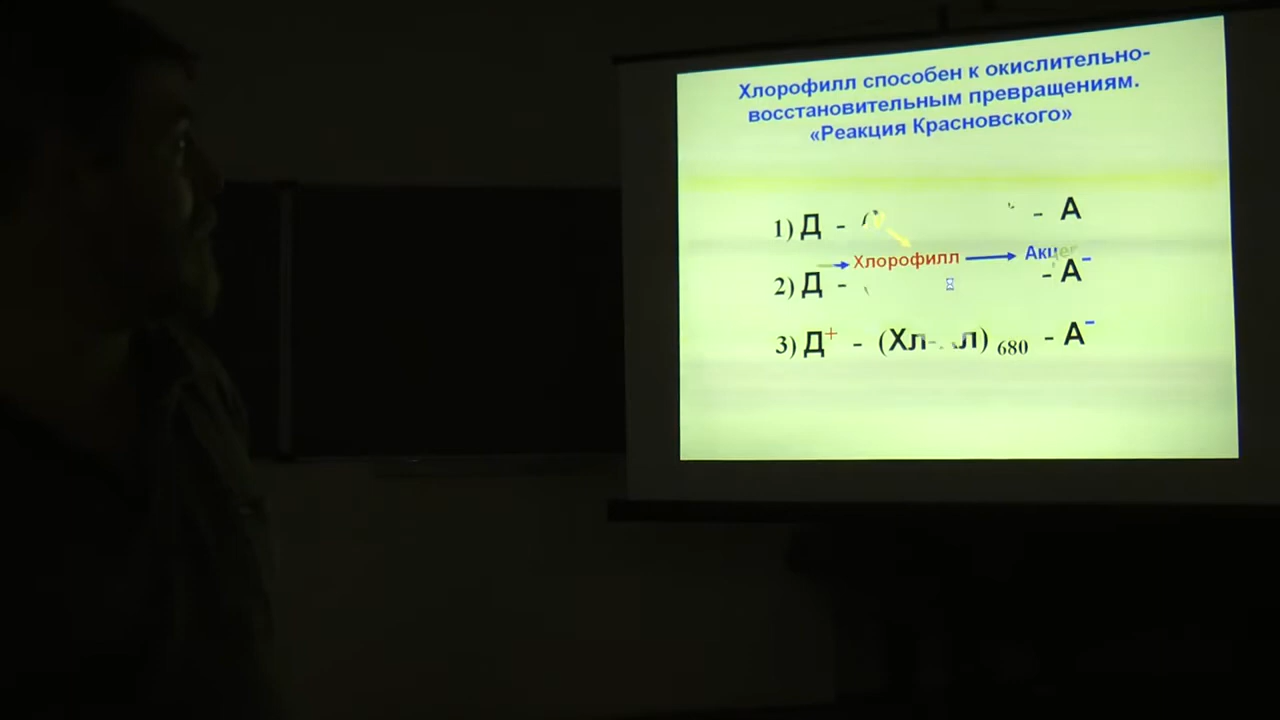 Хлорофилл способен к окислительно-
восстановительным превращениям.
«Реакция Красновского»
1) Д - - А
Хлорофилл
2) Д - - А⁻
3) Д⁺ - (Хл- л) 680 - А⁻